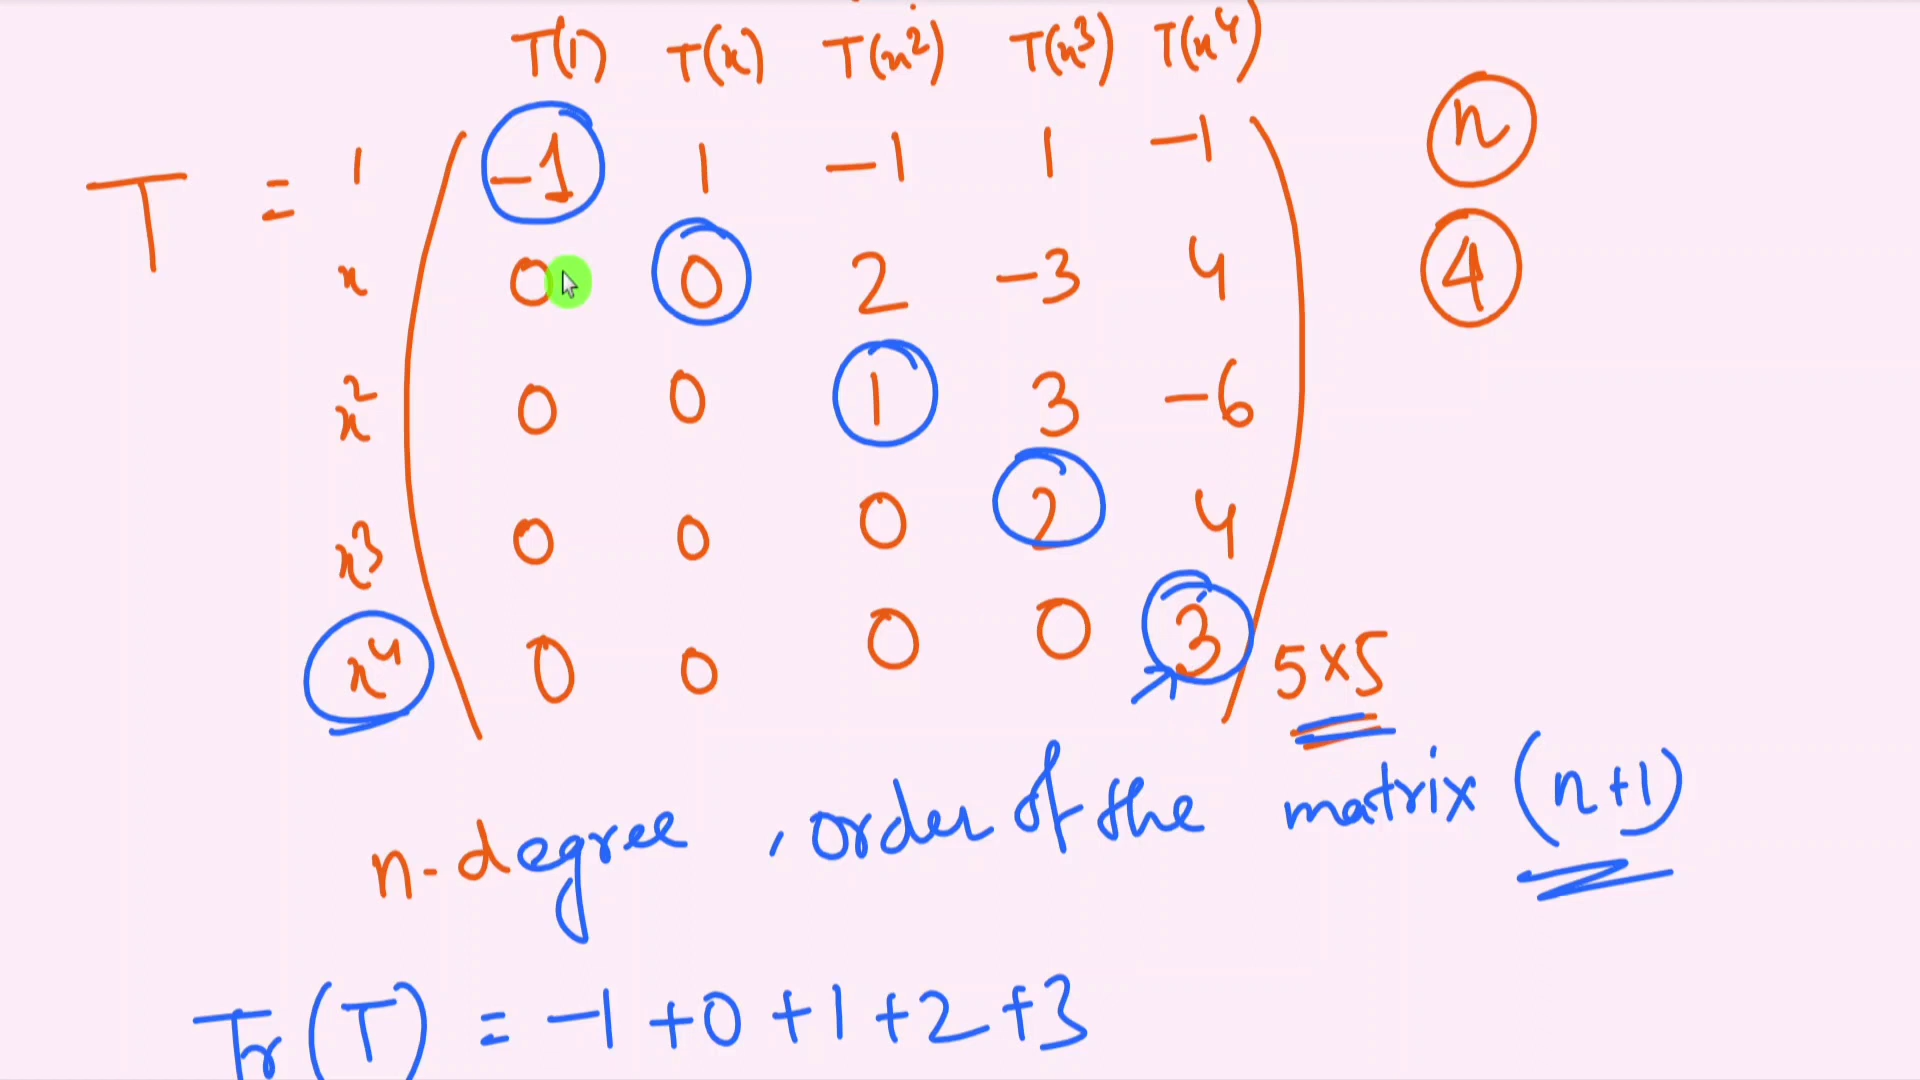 T(1) T(x) T(x²) T(x³) T(x⁴)
T = 1 -1 1 -1 1 -1 n
x 0 0 2 -3 4 4
x² 0 0 1 3 -6
x³ 0 0 0 2 4
x⁴ 0 0 0 0 3 5×5
n-degree, order of the matrix (n+1)
Tr(T) = -1+0+1+2+3